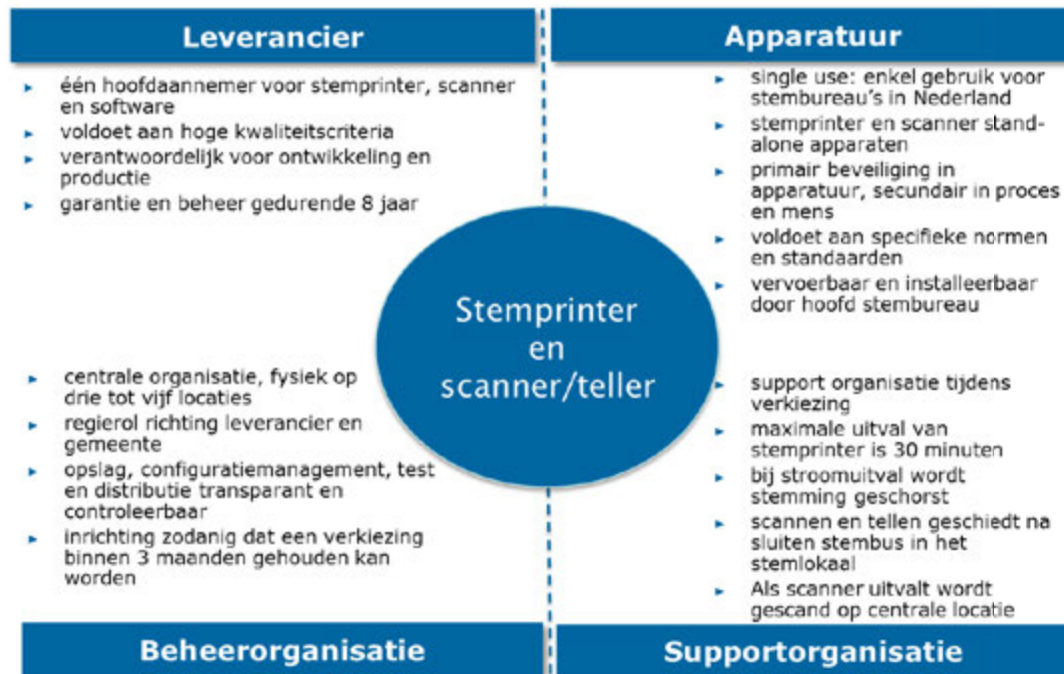 Leverancier
één hoofdaannemer voor stemprinter, scanner
en software
voldoet aan hoge kwaliteitscriteria
verantwoordelijk voor ontwikkeling en
productie
garantie en beheer gedurende 8 jaar
Apparatuur
single use: enkel gebruik voor
stembureau's in Nederland
stemprinter en scanner stand-
alone apparaten
primair beveiliging in
apparatuur, secundair in proces
en mens
voldoet aan specifieke normen
en standaarden
vervoerbaar en installeerbaar
door hoofd stembureau
Stemprinter
en
scanner/teller
centrale organisatie, fysiek op
drie tot vijf locaties
regierol richting leverancier en
gemeente
opslag, configuratiemanagement, test
en distributie transparant en
controleerbaar
inrichting zodanig dat een verkiezing
binnen 3 maanden gehouden kan
worden
Beheerorganisatie
support organisatie tijdens
verkiezing
maximale uitval van
stemprinter is 30 minuten
bij stroomuitval wordt
stemming geschorst
scannen en tellen geschiedt na
sluiten stembus in het
stemlokaal
Als scanner uitvalt wordt
gescand op centrale locatie
Supportorganisatie